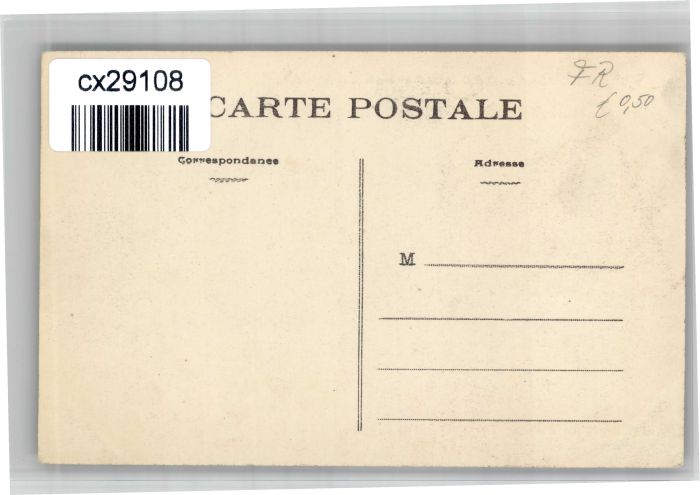 cx29108
FR
CARTE POSTALE
0,50
Correspondance
Adresse
M